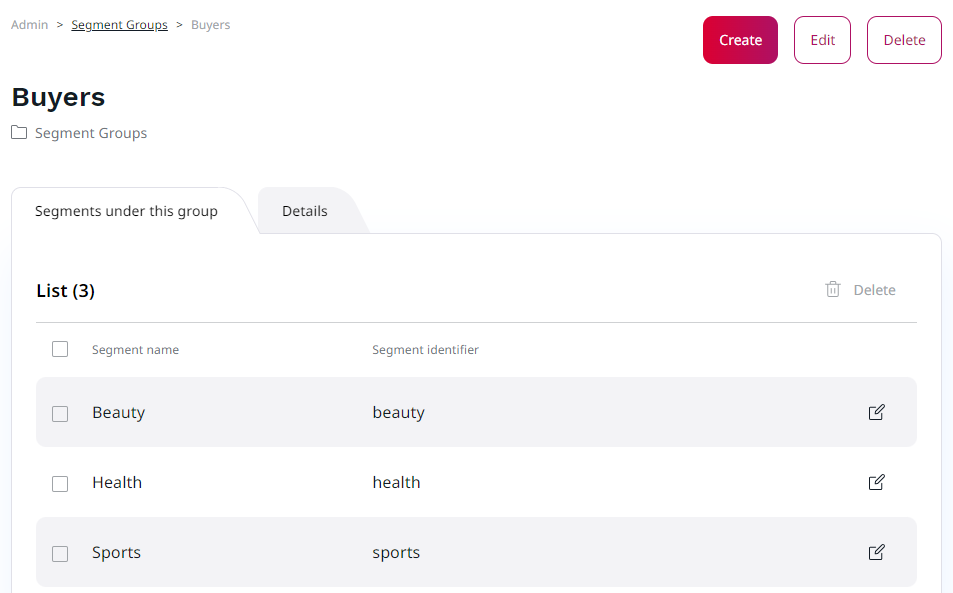 Admin > Segment Groups > Buyers
Create Edit Delete
Buyers
Segment Groups
Segments under this group Details
List (3) Delete
Segment name Segment identifier
Beauty beauty
Health health
Sports sports